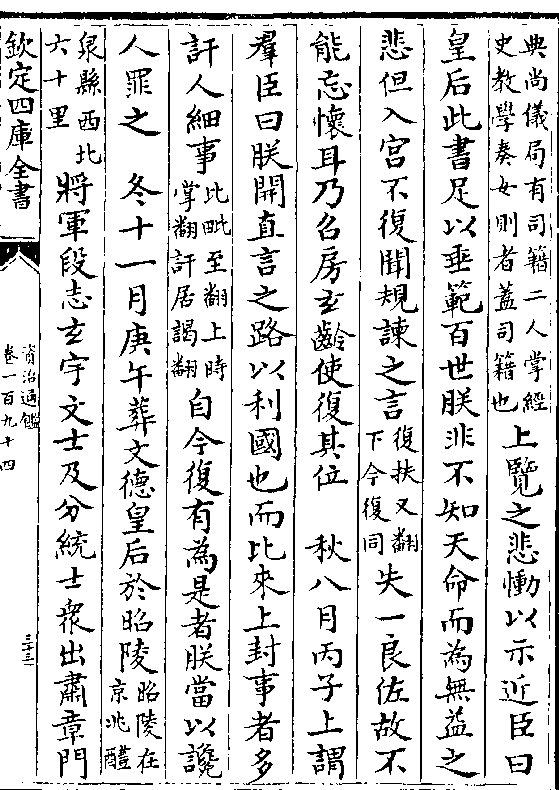 典尚儀局有司籍二人掌經
史教學奏女則者蓋司籍也
上覽之悲慟以示近臣曰
皇后此書足以垂範百世朕非不知天命而為無益之
悲但入宮不復聞規諫之言
復扶又翻
下今復同
失一良佐故不
能忘懷耳乃召房玄齡使復其位　秋八月丙子上謂
羣臣曰朕開直言之路以利國也而比來上封事者多
訐人細事
比毗至翻上時
掌翻訐居謁翻
自今復有為是者朕當以讒
人罪之　冬十一月庚午葬文德皇后於昭陵
昭陵在
京兆醴
泉縣西北
六十里
將軍段志玄宇文士及分統士衆出肅章門
欽定四庫全書
資治通鑑
卷一百九十四
三十三